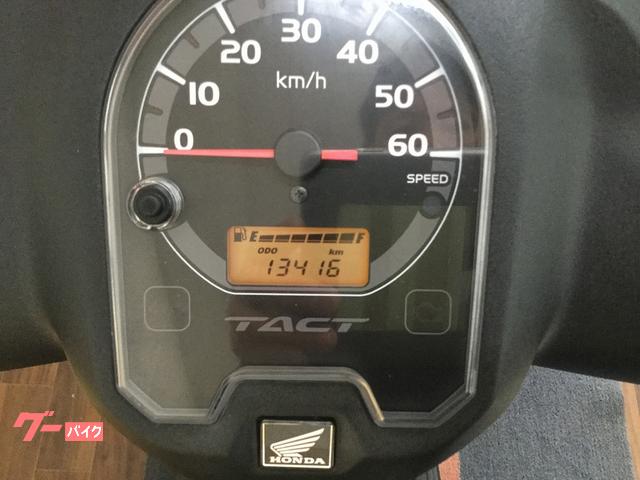 30
20
40
km/h
10
50
0
60
SPEED
E
F
ODO
km
13416
TACT
グーバイク
HONDA